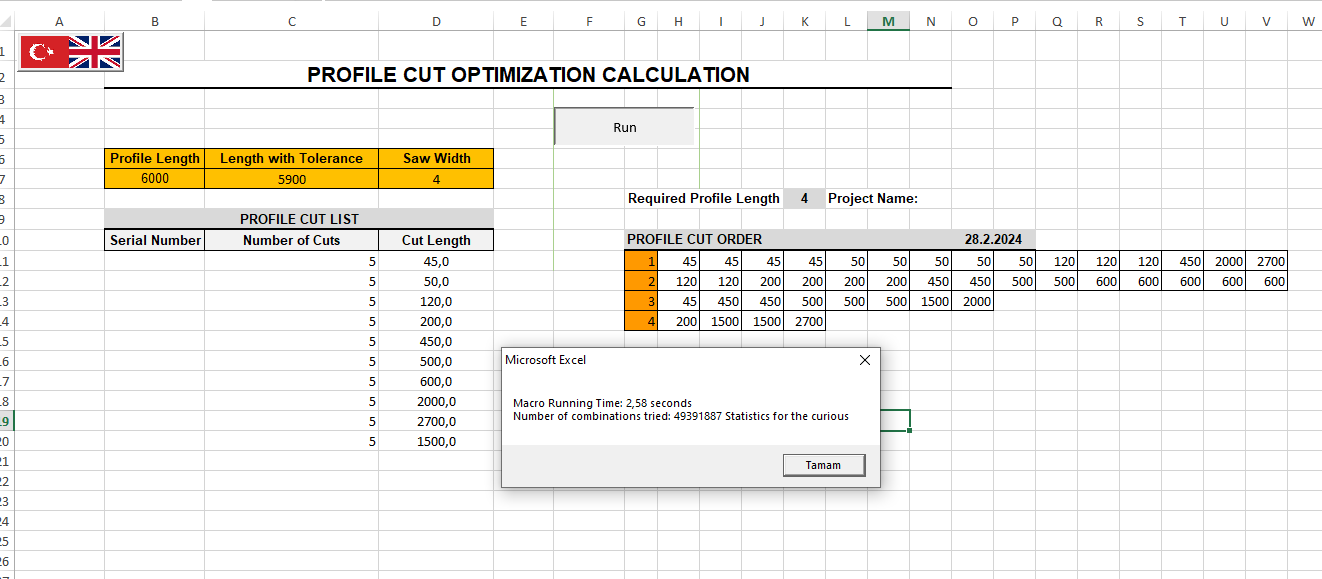 A B C D E F G H I J K L M N O P Q R S T U V W
1
2 PROFILE CUT OPTIMIZATION CALCULATION
3
4 Run
5
6 Profile Length Length with Tolerance Saw Width
7 6000 5900 4
8 Required Profile Length 4 Project Name:
9 PROFILE CUT LIST
10 Serial Number Number of Cuts Cut Length PROFILE CUT ORDER 28.2.2024
11 5 45,0 1 45 45 45 45 50 50 50 50 50 120 120 120 450 2000 2700
12 5 50,0 2 120 120 200 200 200 200 450 450 500 500 600 600 600 600 600
13 5 120,0 3 45 450 450 500 500 500 1500 2000
14 5 200,0 4 200 1500 1500 2700
15 5 450,0
16 5 500,0
17 5 600,0
18 5 2000,0
19 5 2700,0
20 5 1500,0
21
22
23
24
25
26
Microsoft Excel
Macro Running Time: 2,58 seconds
Number of combinations tried: 49391887 Statistics for the curious
Tamam